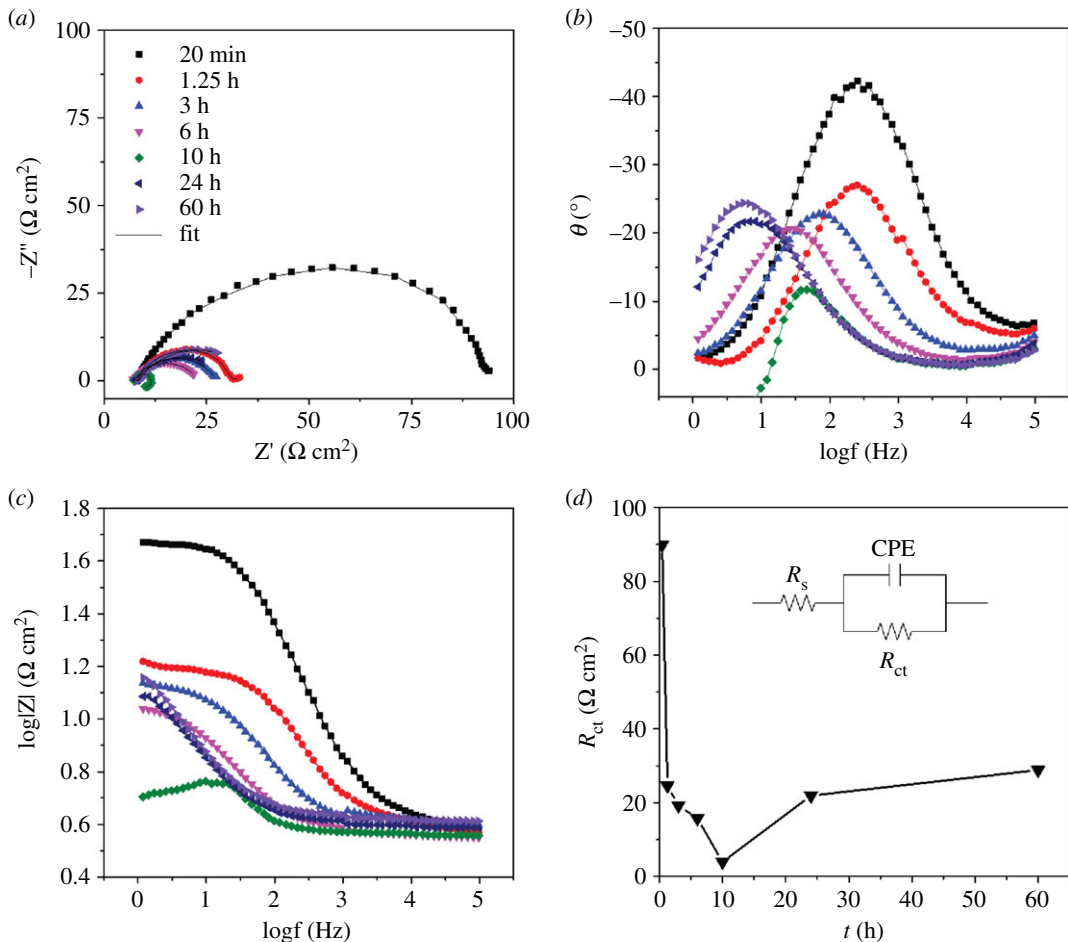 (a)
100
75
50
25
0
–Z″ (Ω cm²)
20 min
1.25 h
3 h
6 h
10 h
24 h
60 h
fit
0 25 50 75 100
Z' (Ω cm²)
(b)
–50
–40
–30
–20
–10
0
θ (°)
0 1 2 3 4 5
logf (Hz)
(c)
1.8
1.6
1.4
1.2
1.0
0.8
0.6
0.4
log|Z| (Ω cm²)
0 1 2 3 4 5
logf (Hz)
(d)
100
80
60
40
20
0
Rct (Ω cm²)
CPE
Rs
Rct
0 10 20 30 40 50 60
t (h)